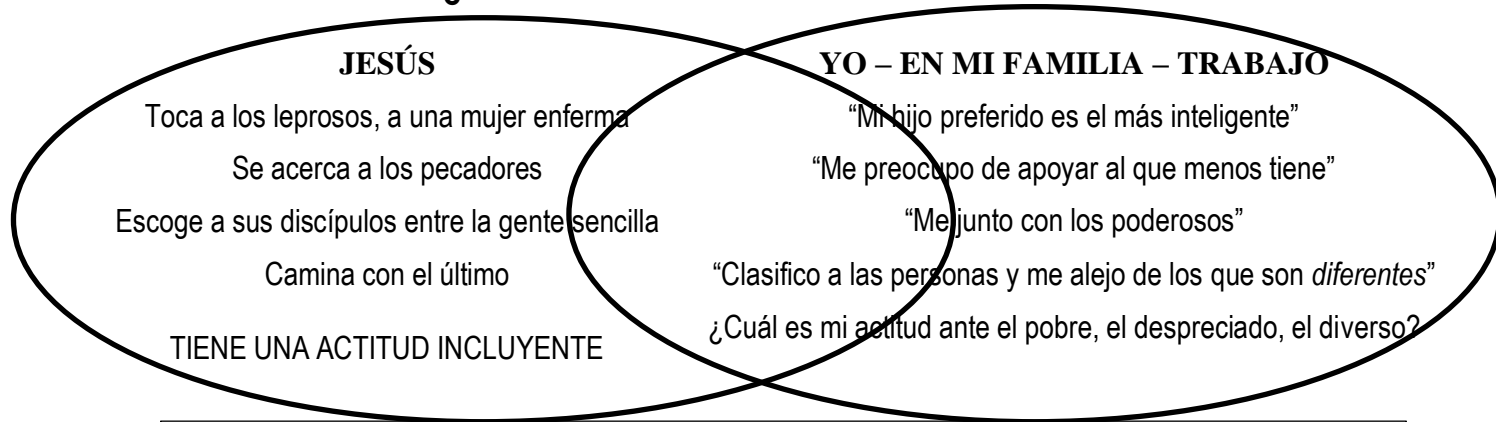 JESÚS
Toca a los leprosos, a una mujer enferma
Se acerca a los pecadores
Escoge a sus discípulos entre la gente sencilla
Camina con el último
TIENE UNA ACTITUD INCLUYENTE
YO – EN MI FAMILIA – TRABAJO
“Mi hijo preferido es el más inteligente”
“Me preocupo de apoyar al que menos tiene”
“Me junto con los poderosos”
“Clasifico a las personas y me alejo de los que son diferentes”
¿Cuál es mi actitud ante el pobre, el despreciado, el diverso?